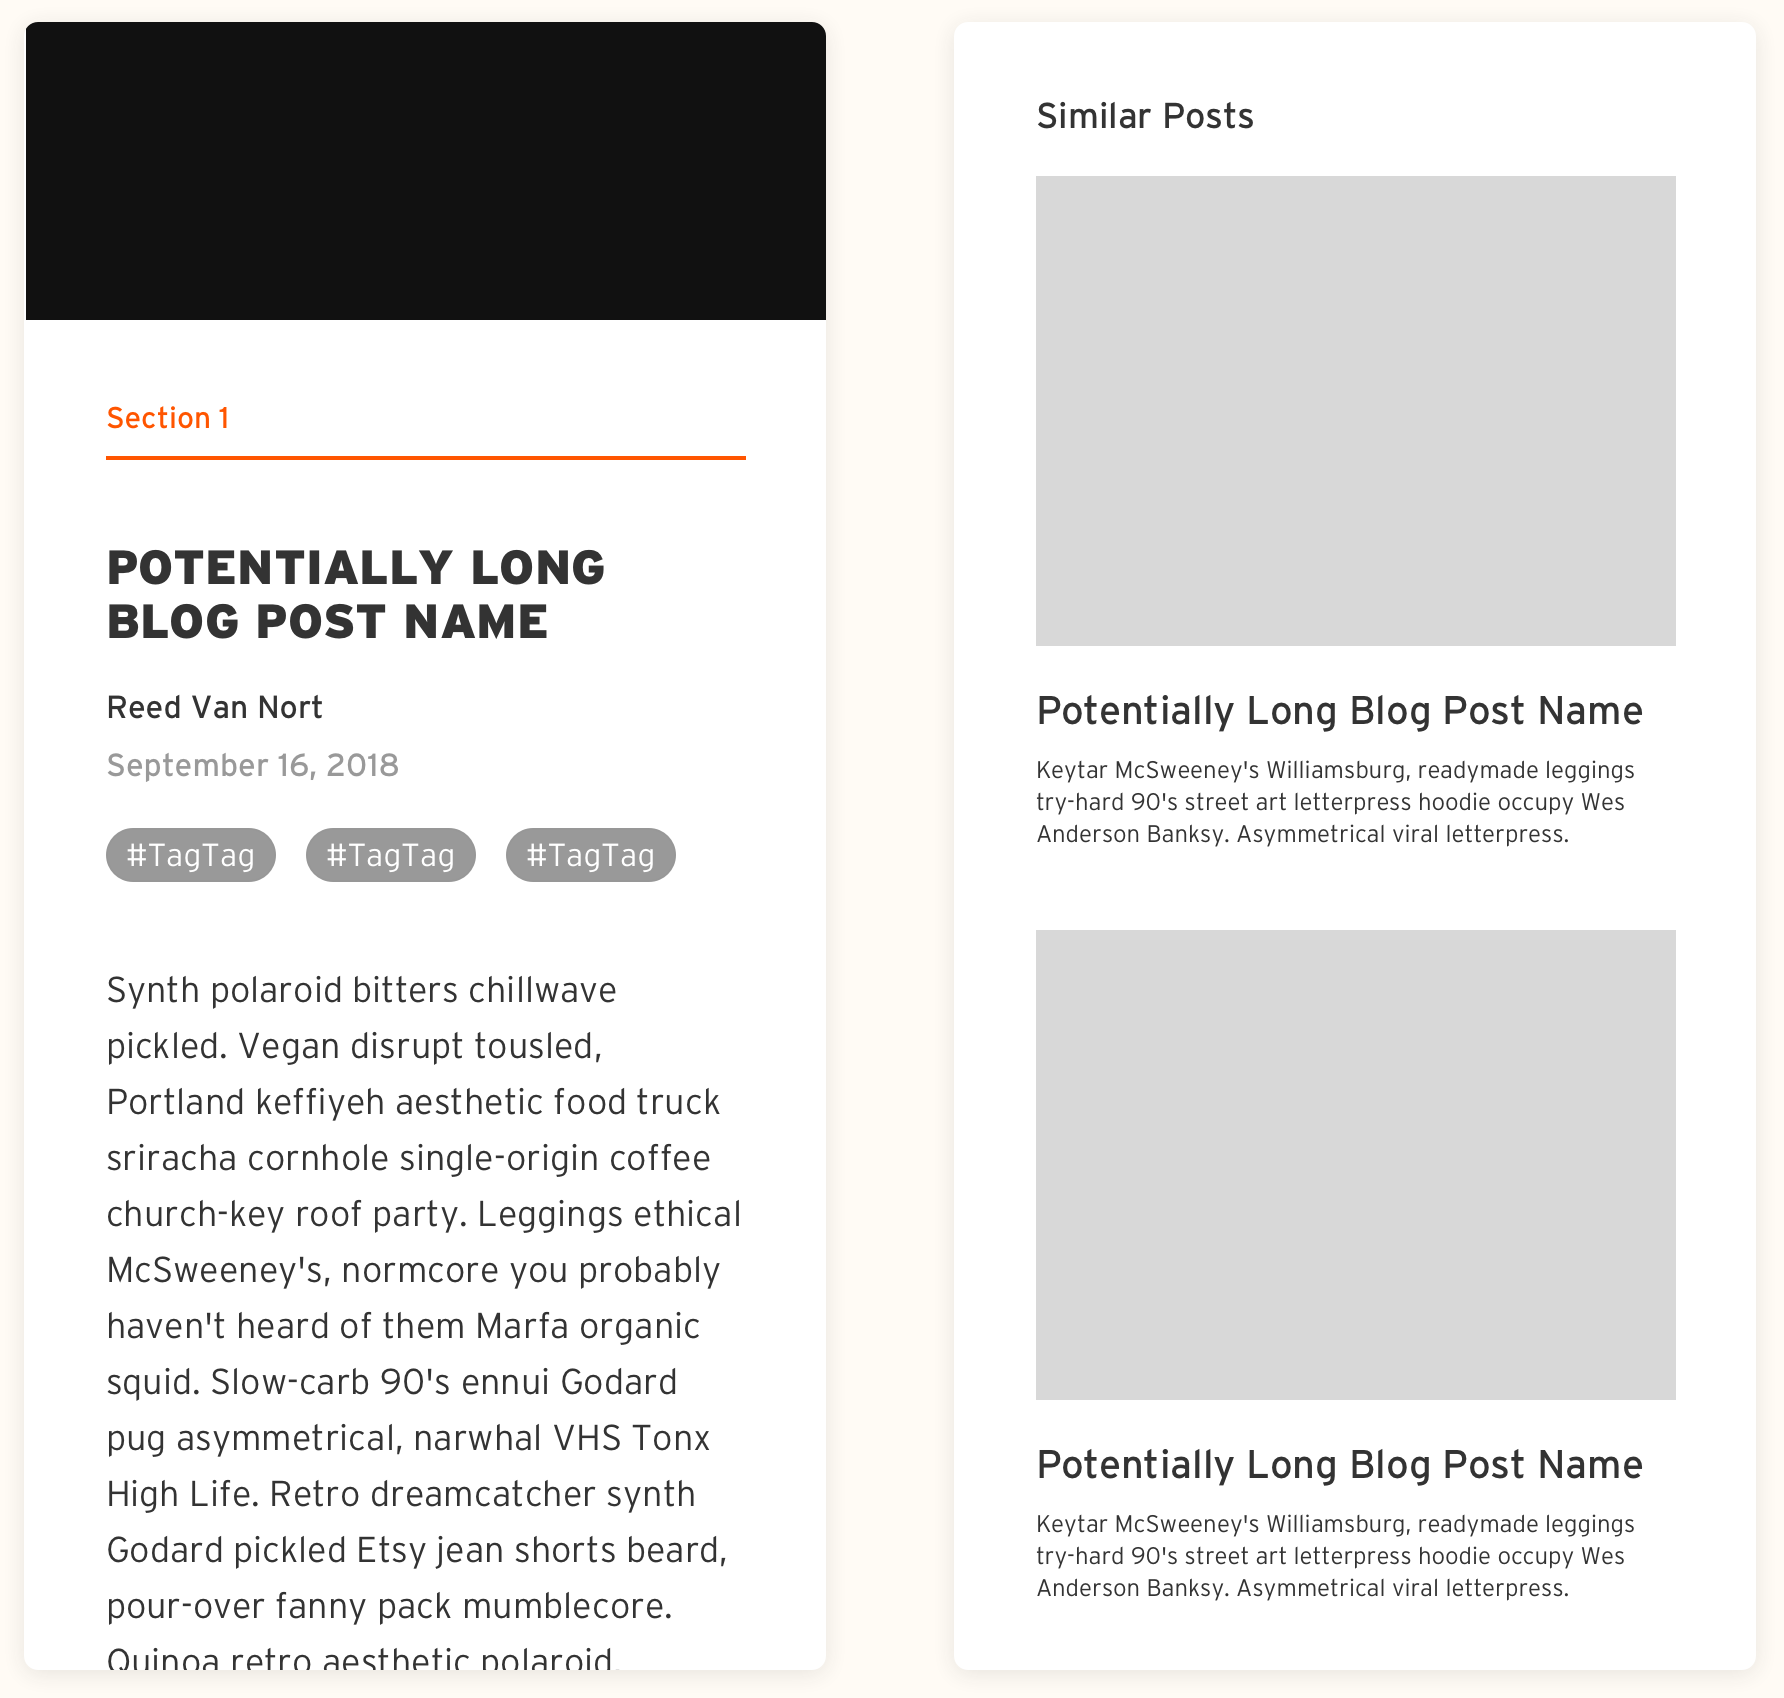 Section 1
POTENTIALLY LONG
BLOG POST NAME
Reed Van Nort
September 16, 2018
#TagTag #TagTag #TagTag
Synth polaroid bitters chillwave
pickled. Vegan disrupt tousled,
Portland keffiyeh aesthetic food truck
sriracha cornhole single-origin coffee
church-key roof party. Leggings ethical
McSweeney's, normcore you probably
haven't heard of them Marfa organic
squid. Slow-carb 90's ennui Godard
pug asymmetrical, narwhal VHS Tonx
High Life. Retro dreamcatcher synth
Godard pickled Etsy jean shorts beard,
pour-over fanny pack mumblecore.
Quinoa retro aesthetic polaroid.
Similar Posts
Potentially Long Blog Post Name
Keytar McSweeney's Williamsburg, readymade leggings
try-hard 90's street art letterpress hoodie occupy Wes
Anderson Banksy. Asymmetrical viral letterpress.
Potentially Long Blog Post Name
Keytar McSweeney's Williamsburg, readymade leggings
try-hard 90's street art letterpress hoodie occupy Wes
Anderson Banksy. Asymmetrical viral letterpress.